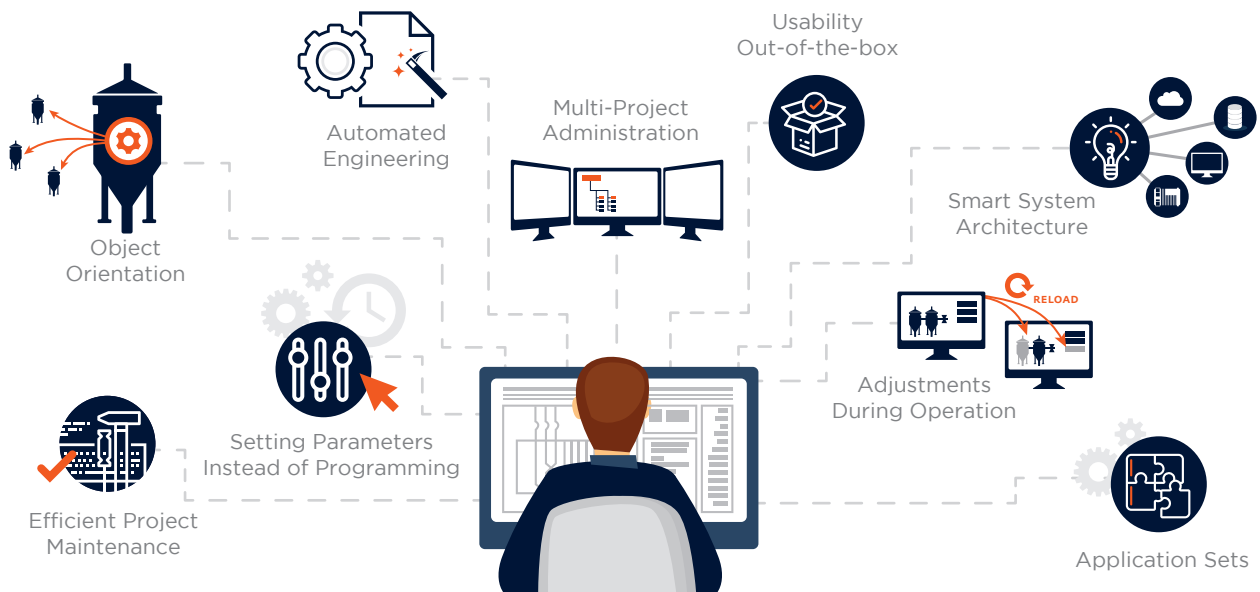 Usability
Out-of-the-box
Multi-Project
Administration
Automated
Engineering
Smart System
Architecture
Object
Orientation
RELOAD
Adjustments
During Operation
Setting Parameters
Instead of Programming
Efficient Project
Maintenance
Application Sets